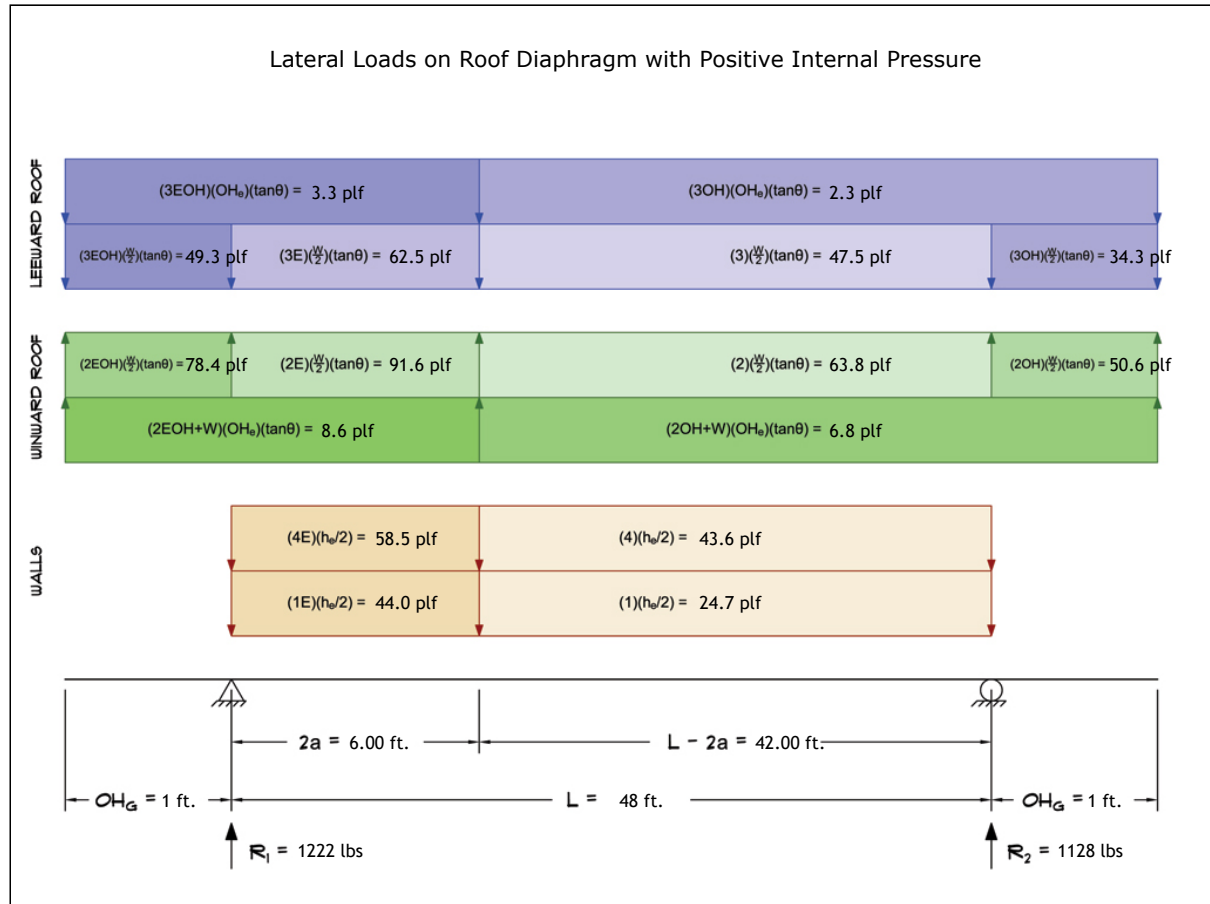 Lateral Loads on Roof Diaphragm with Positive Internal Pressure
LEEWARD ROOF
(3EOH)(OHₑ)(tanθ) = 3.3 plf
(3OH)(OHₑ)(tanθ) = 2.3 plf
(3EOH)(W/2)(tanθ) = 49.3 plf
(3E)(W/2)(tanθ) = 62.5 plf
(3)(W/2)(tanθ) = 47.5 plf
(3OH)(W/2)(tanθ) = 34.3 plf
WINWARD ROOF
(2EOH)(W/2)(tanθ) = 78.4 plf
(2E)(W/2)(tanθ) = 91.6 plf
(2)(W/2)(tanθ) = 63.8 plf
(2OH)(W/2)(tanθ) = 50.6 plf
(2EOH+W)(OHₑ)(tanθ) = 8.6 plf
(2OH+W)(OHₑ)(tanθ) = 6.8 plf
WALLS
(4E)(hₑ/2) = 58.5 plf
(4)(hₑ/2) = 43.6 plf
(1E)(hₑ/2) = 44.0 plf
(1)(hₑ/2) = 24.7 plf
2a = 6.00 ft.
L - 2a = 42.00 ft.
OH_G = 1 ft.
L = 48 ft.
OH_G = 1 ft.
R₁ = 1222 lbs
R₂ = 1128 lbs